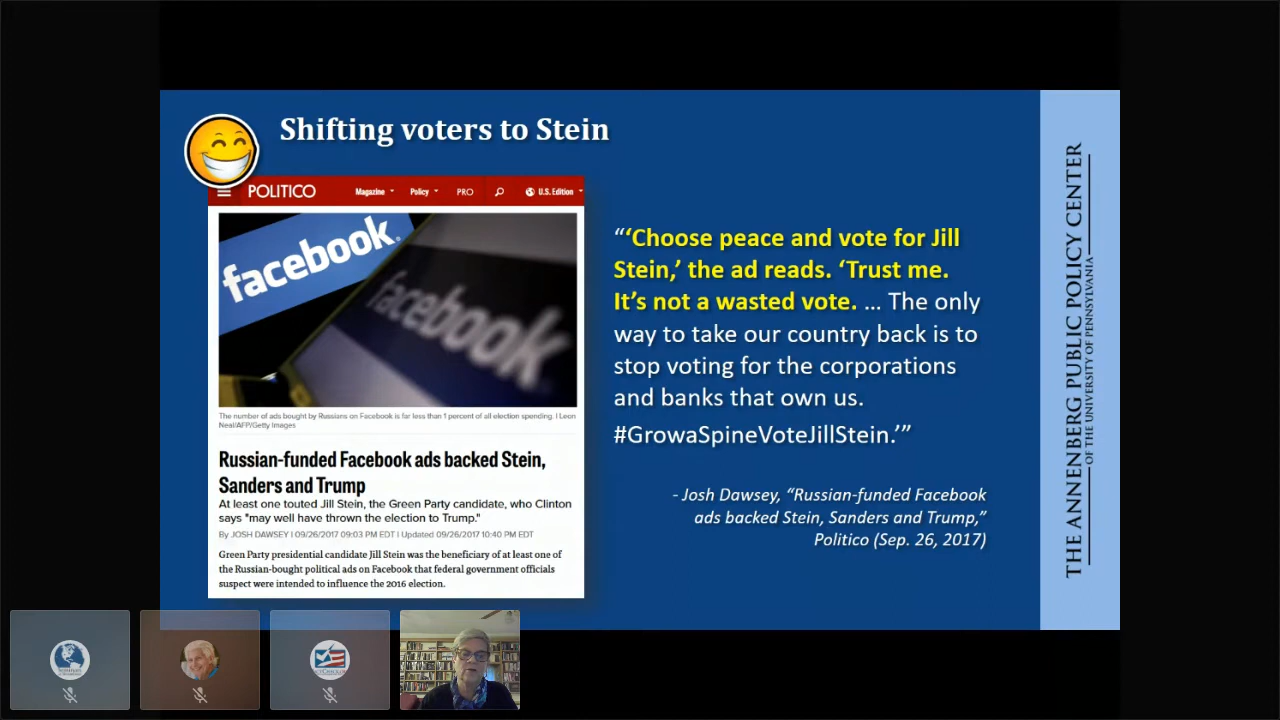 Shifting voters to Stein
POLITICO Magazine Policy PRO U.S. Edition
facebook.
facebook.
The number of ads bought by Russians on Facebook is far less than 1 percent of all election spending. | Leon
Neal/AFP/Getty Images
Russian-funded Facebook ads backed Stein,
Sanders and Trump
At least one touted Jill Stein, the Green Party candidate, who Clinton
says "may well have thrown the election to Trump."
By JOSH DAWSEY | 09/26/2017 09:03 PM EDT | Updated 09/26/2017 10:40 PM EDT
Green Party presidential candidate Jill Stein was the beneficiary of at least one of
the Russian-bought political ads on Facebook that federal government officials
suspect were intended to influence the 2016 election.
“‘Choose peace and vote for Jill
Stein,’ the ad reads. ‘Trust me.
It’s not a wasted vote. … The only
way to take our country back is to
stop voting for the corporations
and banks that own us.
#GrowaSpineVoteJillStein.’”
- Josh Dawsey, “Russian-funded Facebook
ads backed Stein, Sanders and Trump,”
Politico (Sep. 26, 2017)
THE ANNENBERG PUBLIC POLICY CENTER
OF THE UNIVERSITY OF PENNSYLVANIA